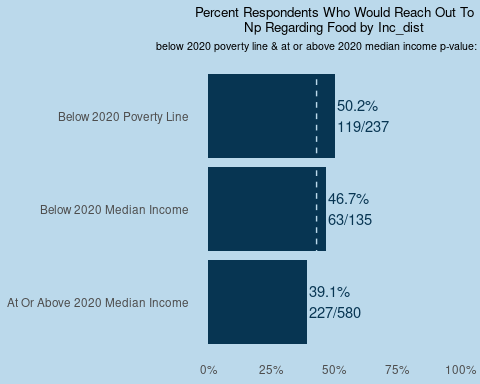 Percent Respondents Who Would Reach Out To
Np Regarding Food by Inc_dist
below 2020 poverty line & at or above 2020 median income p-value:
Below 2020 Poverty Line
50.2%
119/237
Below 2020 Median Income
46.7%
63/135
At Or Above 2020 Median Income
39.1%
227/580
0% 25% 50% 75% 100%